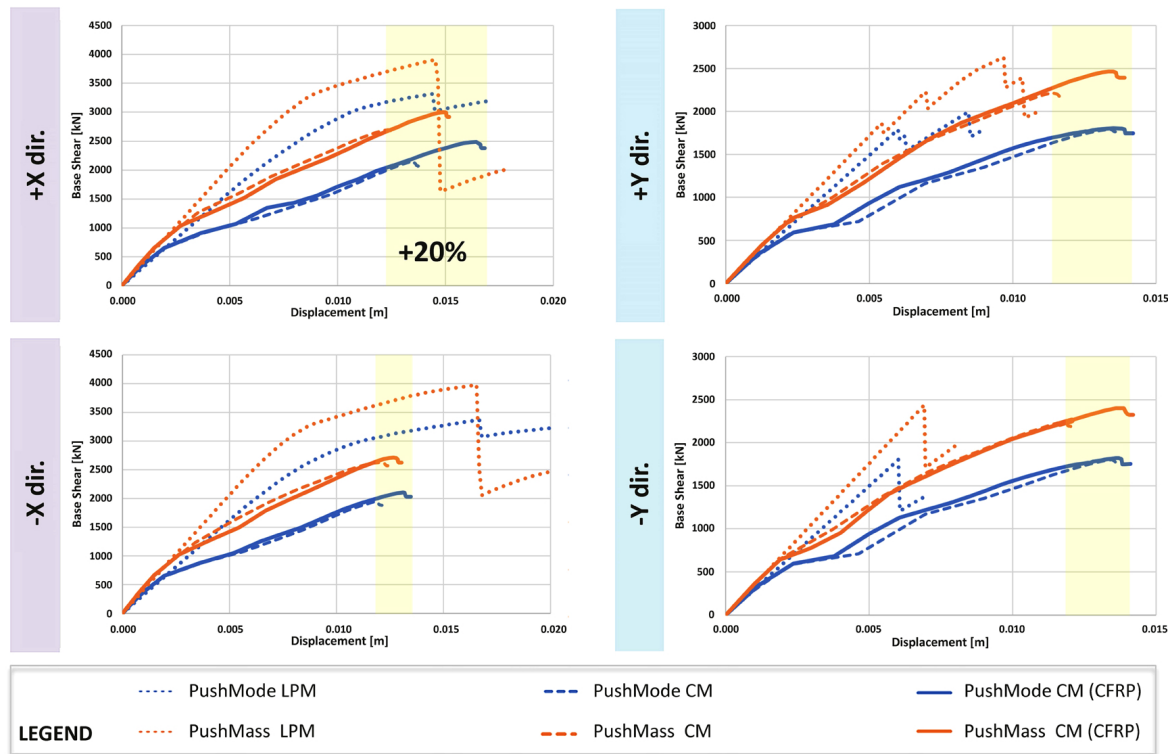 +X dir.
Base Shear [kN]
4500
4000
3500
3000
2500
2000
1500
1000
500
0
+20%
0.000 0.005 0.010 0.015 0.020
Displacement [m]
+Y dir.
Base Shear [kN]
3000
2500
2000
1500
1000
500
0
0.000 0.005 0.010 0.015
Displacement [m]
-X dir.
Base Shear [kN]
4500
4000
3500
3000
2500
2000
1500
1000
500
0
0.000 0.005 0.010 0.015 0.020
Displacement [m]
-Y dir.
Base Shear [kN]
3000
2500
2000
1500
1000
500
0
0.000 0.005 0.010 0.015
Displacement [m]
PushMode LPM PushMode CM PushMode CM (CFRP)
LEGEND PushMass LPM PushMass CM PushMass CM (CFRP)